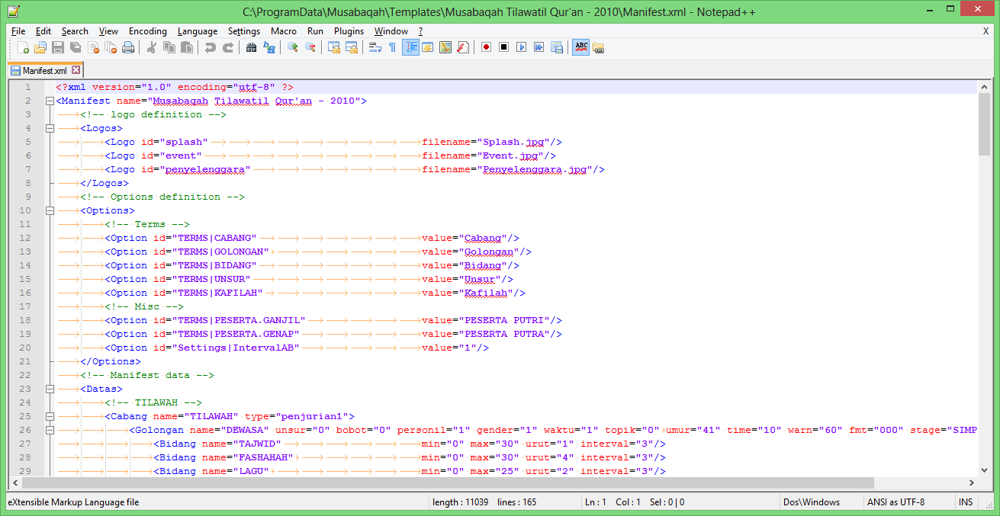 C:\ProgramData\Musabaqah\Templates\Musabaqah Tilawatil Qur'an - 2010\Manifest.xml - Notepad++
File Edit Search View Encoding Language Settings Macro Run Plugins Window ? X
ABC
Manifest.xml
1 <?xml version="1.0" encoding="utf-8" ?>
2 <Manifest name="Musabaqah Tilawatil Qur'an - 2010">
3 <!-- logo definition -->
4 <Logos>
5 <Logo id="splash" filename="Splash.jpg"/>
6 <Logo id="event" filename="Event.jpg"/>
7 <Logo id="penyelenggara" filename="Penyelenggara.jpg"/>
8 </Logos>
9 <!-- Options definition -->
10 <Options>
11 <!-- Terms -->
12 <Option id="TERMS|CABANG" value="Cabang"/>
13 <Option id="TERMS|GOLONGAN" value="Golongan"/>
14 <Option id="TERMS|BIDANG" value="Bidang"/>
15 <Option id="TERMS|UNSUR" value="Unsur"/>
16 <Option id="TERMS|KAFILAH" value="Kafilah"/>
17 <!-- Misc -->
18 <Option id="TERMS|PESERTA.GANJIL" value="PESERTA PUTRI"/>
19 <Option id="TERMS|PESERTA.GENAP" value="PESERTA PUTRA"/>
20 <Option id="Settings|IntervalAB" value="1"/>
21 </Options>
22 <!-- Manifest data -->
23 <Datas>
24 <!-- TILAWAH -->
25 <Cabang name="TILAWAH" type="penjurian1">
26 <Golongan name="DEWASA" unsur="0" bobot="0" personil="1" gender="1" waktu="1" topik="0" umur="41" time="10" warn="60" fmt="000" stage="SIMP
27 <Bidang name="TAJWID" min="0" max="30" urut="1" interval="3"/>
28 <Bidang name="FASHAHAH" min="0" max="30" urut="4" interval="3"/>
29 <Bidang name="LAGU" min="0" max="25" urut="2" interval="3"/>
eXtensible Markup Language file length : 11039 lines : 165 Ln : 1 Col : 1 Sel : 0 | 0 Dos\Windows ANSI as UTF-8 INS